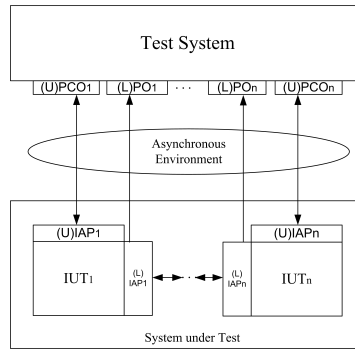 Test System
(U)PCO1 (L)PO1 · · · (L)POn (U)PCOn
Asynchronous
Environment
(U)IAP1 (U)IAPn
IUT1 (L)
IAP1 · · (L)
IAPn IUTn
System under Test